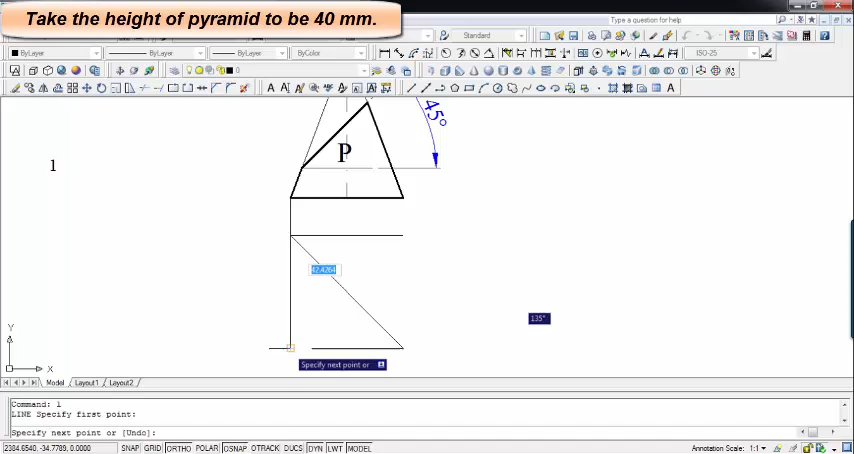 Take the height of pyramid to be 40 mm.
Type a question for help
Standard
ByLayer
ByLayer
ByLayer
ByColor
ISO-25
0
45°
P
1
42.4264
135°
Specify next point or
Y
X
Model
Layout1
Layout2
Command: l
LINE Specify first point:
Specify next point or [Undo]:
2384.6540, -34.7789, 0.0000
SNAP
GRID
ORTHO
POLAR
OSNAP
OTRACK
DUCS
DYN
LWT
MODEL
Annotation Scale: 1:1